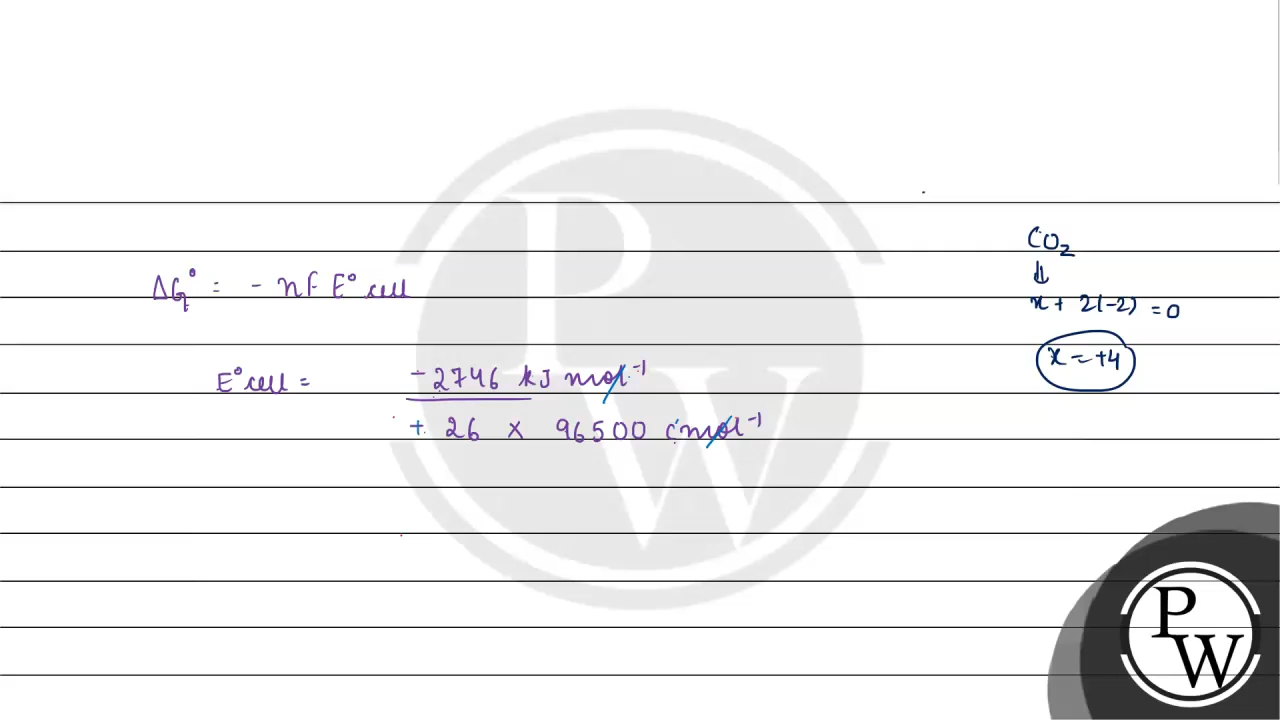 ΔG° = - nF E° cell
E° cell = - 2746 kJ mol⁻¹
+ 26 × 96500 C mol⁻¹
CO₂
⇓
x + 2(-2) = 0
x = +4
P
W
P
W